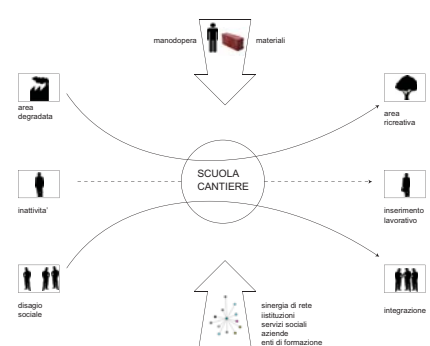 manodopera
materiali
area
degradata
area
ricreativa
SCUOLA
CANTIERE
inattivita'
inserimento
lavorativo
disagio
sociale
integrazione
sinergia di rete
iistituzioni
servizi sociali
aziende
enti di formazione